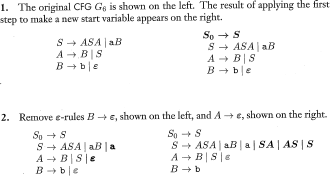 1. The original CFG G₆ is shown on the left. The result of applying the first
step to make a new start variable appears on the right.
S → ASA | aB
A → B | S
B → b | ε
S₀ → S
S → ASA | aB
A → B | S
B → b | ε
2. Remove ε-rules B → ε, shown on the left, and A → ε, shown on the right.
S₀ → S
S → ASA | aB | a
A → B | S | ε
B → b | ε
S₀ → S
S → ASA | aB | a | SA | AS | S
A → B | S | ε
B → b